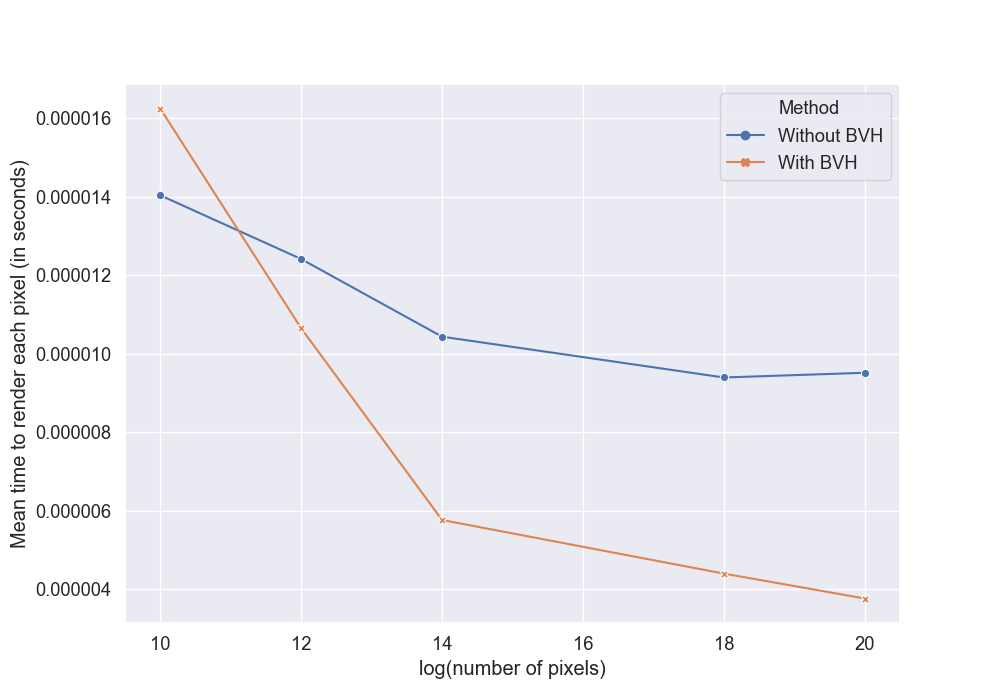 Method
Without BVH
With BVH
Mean time to render each pixel (in seconds)
0.000016
0.000014
0.000012
0.000010
0.000008
0.000006
0.000004
10 12 14 16 18 20
log(number of pixels)